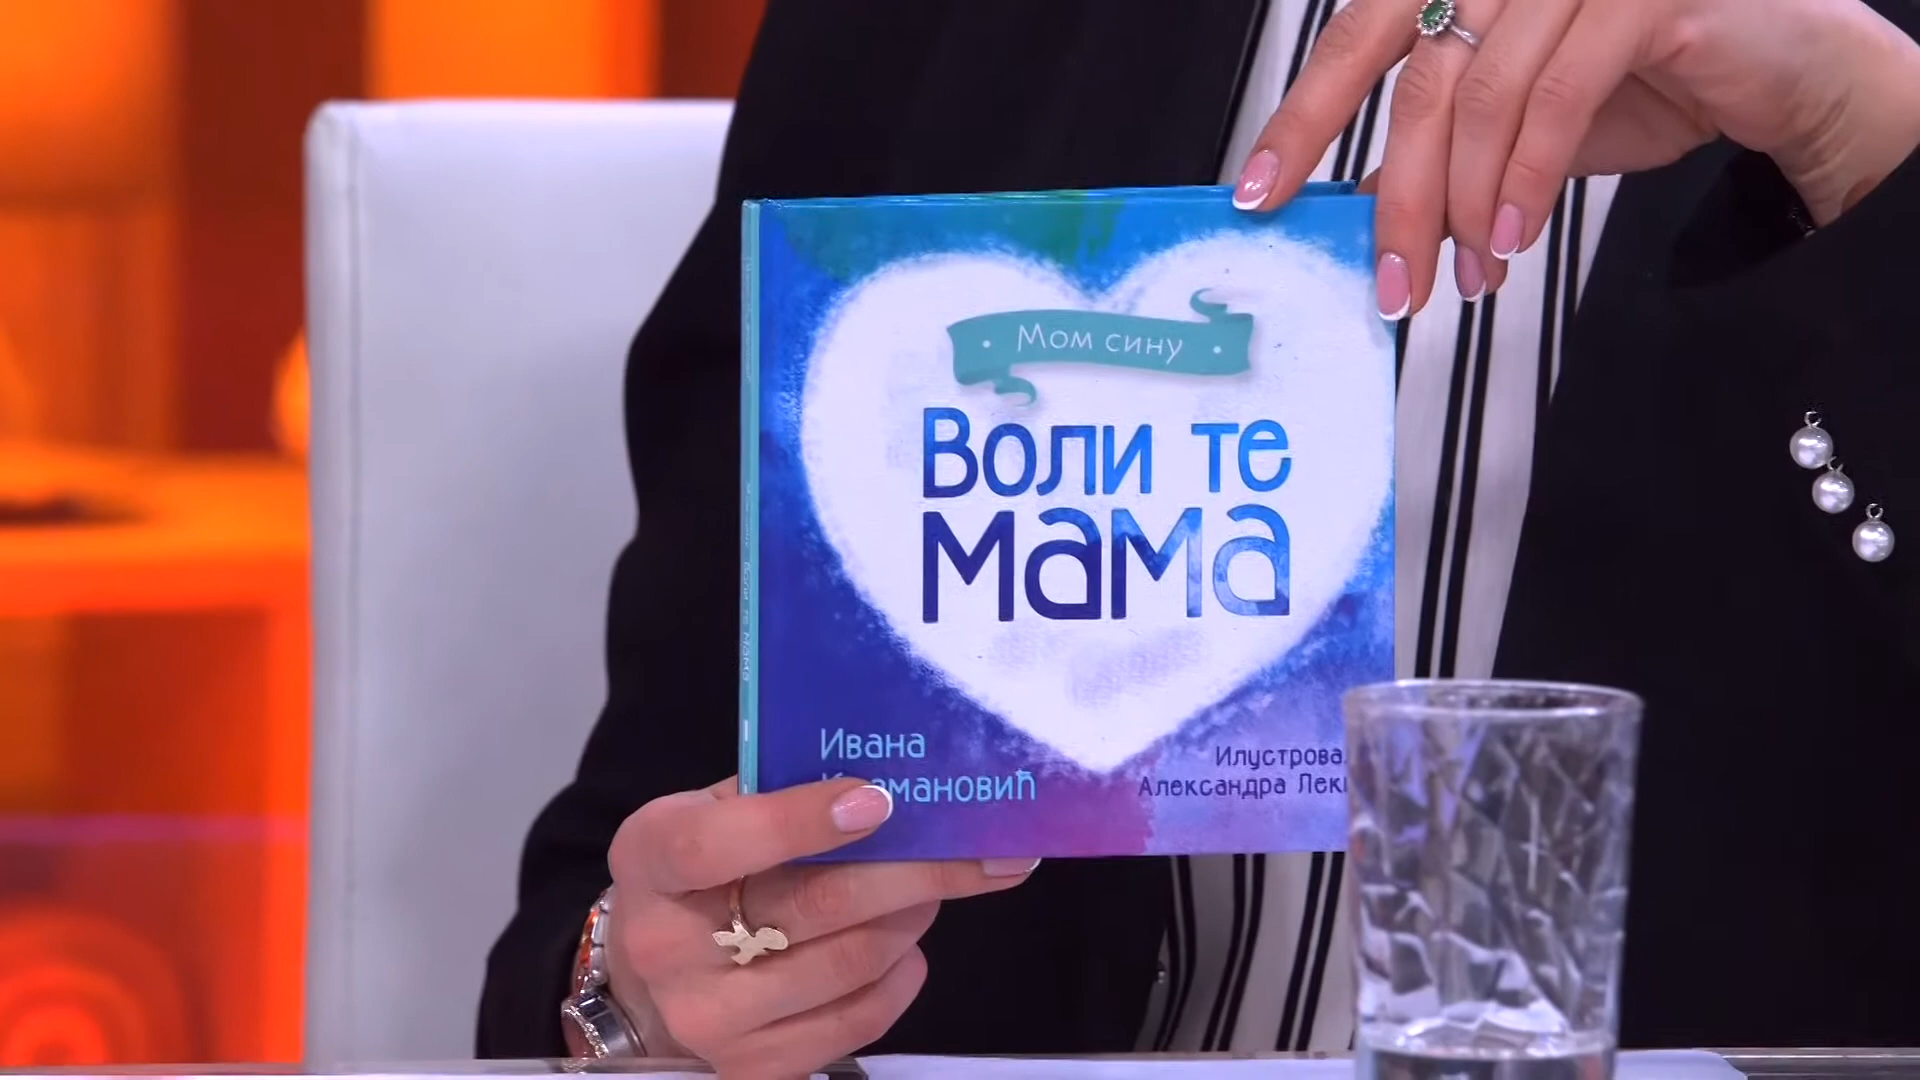 Мом сину
Воли те
мама
Ивана
Александра